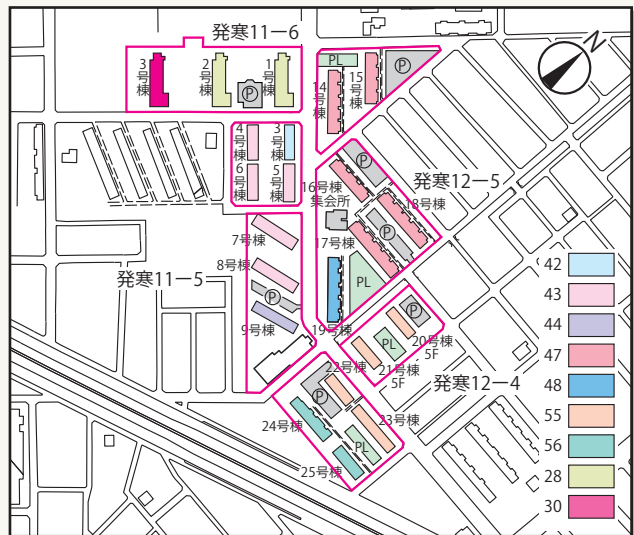 発寒11ー6
N
3号棟
2号棟
1号棟
P
PL
14号棟
15号棟
P
4号棟
3号棟
6号棟
5号棟
P
16号棟
集会所
発寒12ー5
18号棟
P
17号棟
PL
7号棟
8号棟
P
9号棟
発寒11ー5
19号棟
P
20号棟
5F
PL
21号棟
5F
発寒12ー4
22号棟
P
23号棟
24号棟
PL
25号棟
42
43
44
47
48
55
56
28
30